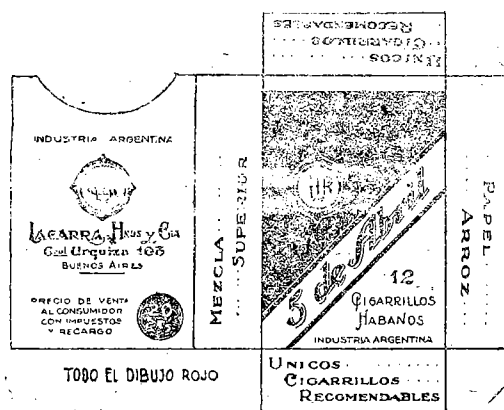 UNICOS
CIGARRILLOS
RECOMENDABLES
INDUSTRIA ARGENTINA
LAGARRA, HNOS Y CIA
Gral Urquiza 163
BUENOS AIRES
PRECIO DE VENTA
AL CONSUMIDOR
CON IMPUESTOS
Y RECARGO
MEZCLA
SUPERIOR
5 de Abril
12
CIGARRILLOS
HABANOS
INDUSTRIA ARGENTINA
PAPEL
ARROZ
UNICOS
CIGARRILLOS
RECOMENDABLES
TODO EL DIBUJO ROJO